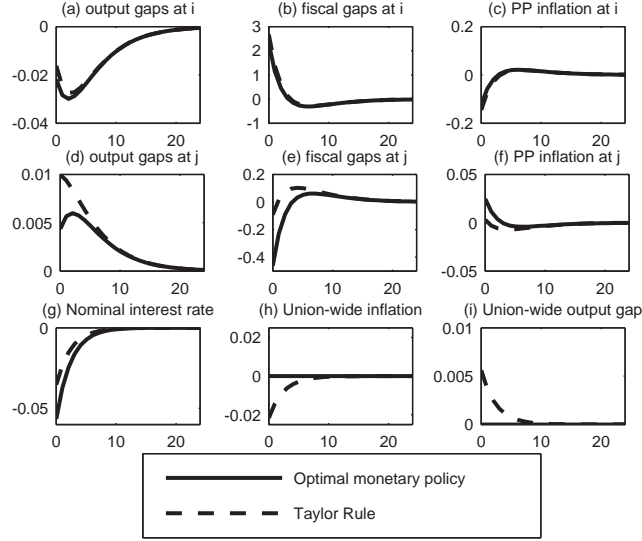 (a) output gaps at i
(b) fiscal gaps at i
(c) PP inflation at i
0
-0.02
-0.04
0 10 20
3
2
1
0
-1
0 10 20
0.2
0
-0.2
0 10 20
(d) output gaps at j
(e) fiscal gaps at j
(f) PP inflation at j
0.01
0.005
0
0 10 20
0.2
0
-0.2
-0.4
0 10 20
0.05
0
-0.05
0 10 20
(g) Nominal interest rate
(h) Union-wide inflation
(i) Union-wide output gap
0
-0.05
0 10 20
0.02
0
-0.02
0 10 20
0.01
0.005
0
0 10 20
Optimal monetary policy
Taylor Rule